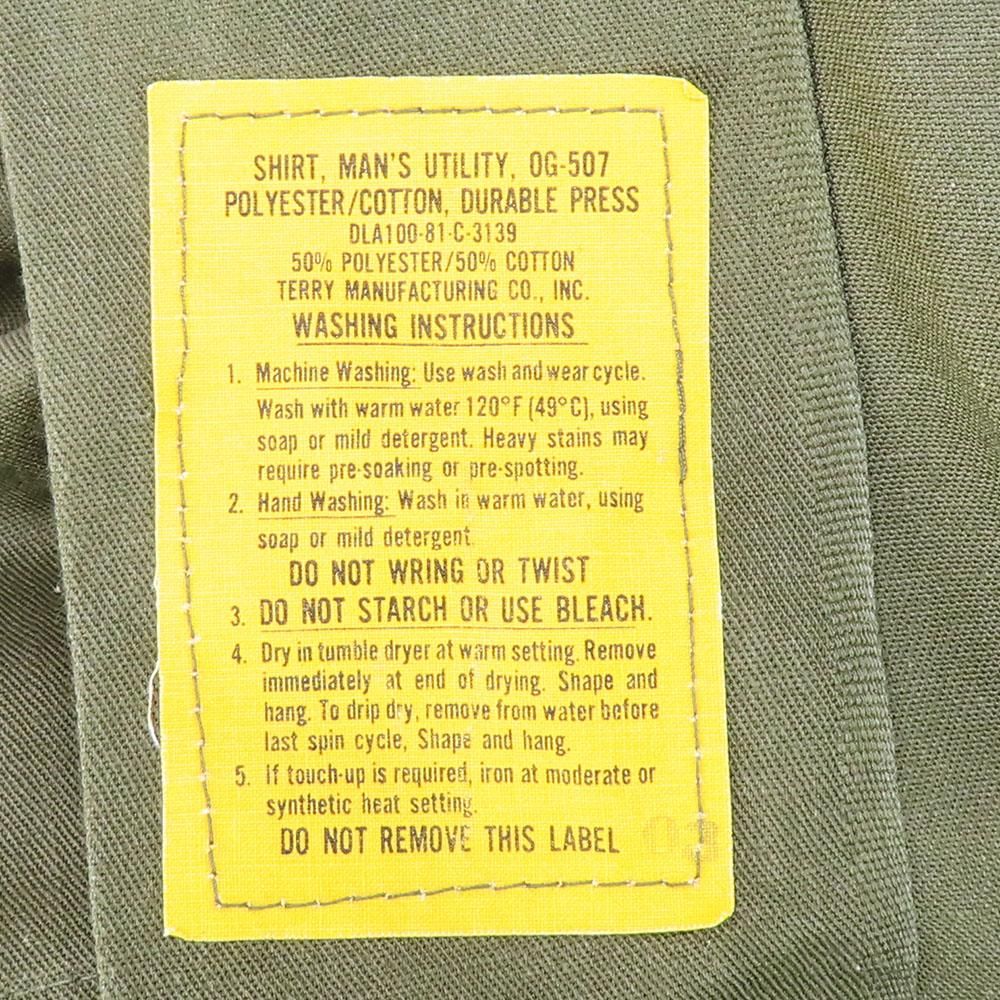 SHIRT, MAN'S UTILITY, OG-507
POLYESTER/COTTON, DURABLE PRESS
DLA100-81-C-3139
50% POLYESTER/50% COTTON
TERRY MANUFACTURING CO., INC.
WASHING INSTRUCTIONS
1. Machine Washing: Use wash and wear cycle.
Wash with warm water 120°F (49°C), using
soap or mild detergent. Heavy stains may
require pre-soaking or pre-spotting.
2. Hand Washing: Wash in warm water, using
soap or mild detergent.
DO NOT WRING OR TWIST
3. DO NOT STARCH OR USE BLEACH.
4. Dry in tumble dryer at warm setting. Remove
immediately at end of drying. Shape and
hang. To drip dry, remove from water before
last spin cycle, Shape and hang.
5. If touch-up is required, iron at moderate or
synthetic heat setting.
DO NOT REMOVE THIS LABEL